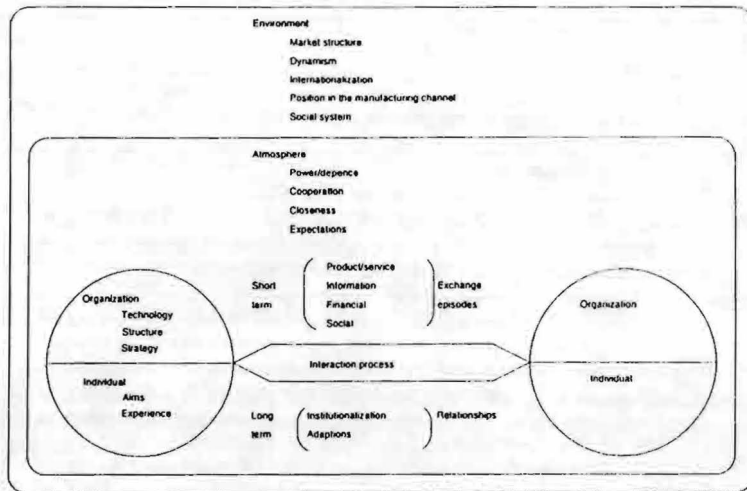 Environment
Market structure
Dynamism
Internationalization
Position in the manufacturing channel
Social system
Atmosphere
Power/depence
Cooperation
Closeness
Expectations
Short term
Product/service
Information
Financial
Social
Exchange episodes
Organization
Technology
Structure
Strategy
Individual
Aims
Experience
Interaction process
Organization
Individual
Long term
Institutionalization
Adaptions
Relationships